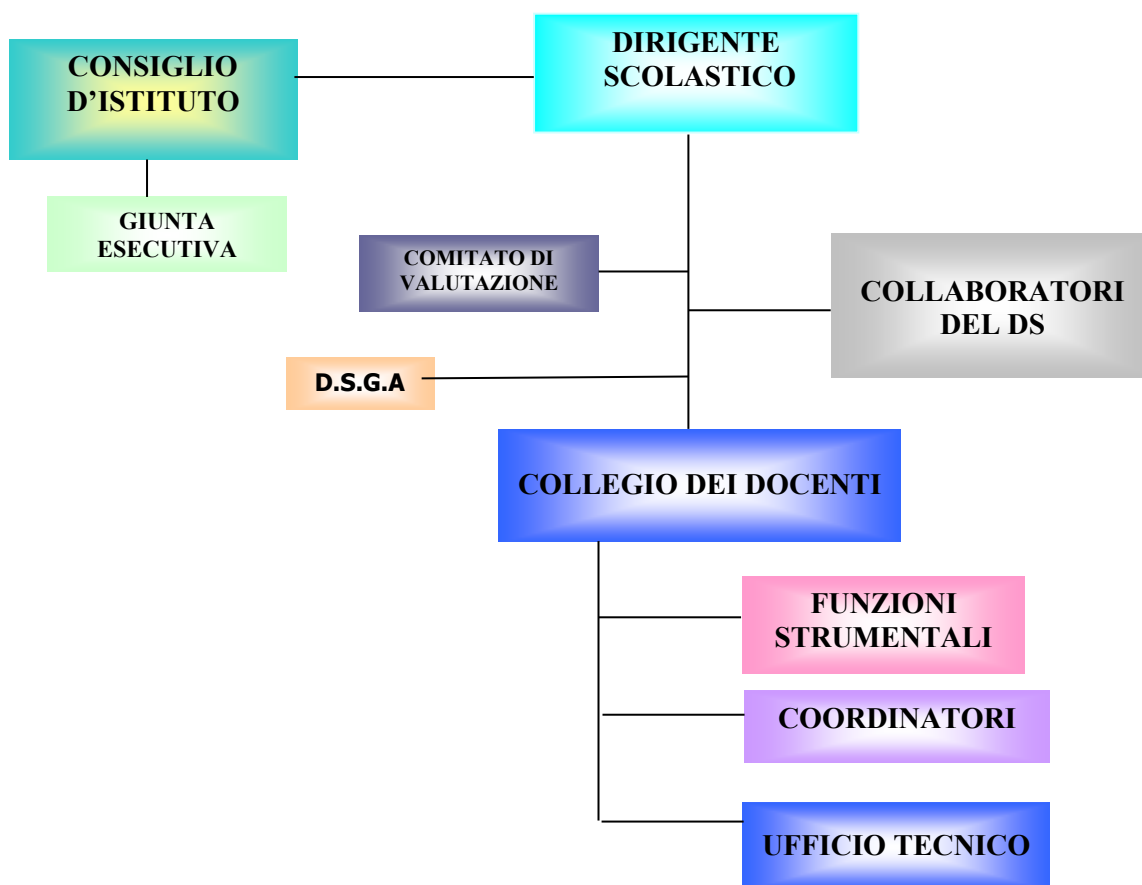 CONSIGLIO
D’ISTITUTO
DIRIGENTE
SCOLASTICO
GIUNTA
ESECUTIVA
COMITATO DI
VALUTAZIONE
COLLABORATORI
DEL DS
D.S.G.A
COLLEGIO DEI DOCENTI
FUNZIONI
STRUMENTALI
COORDINATORI
UFFICIO TECNICO